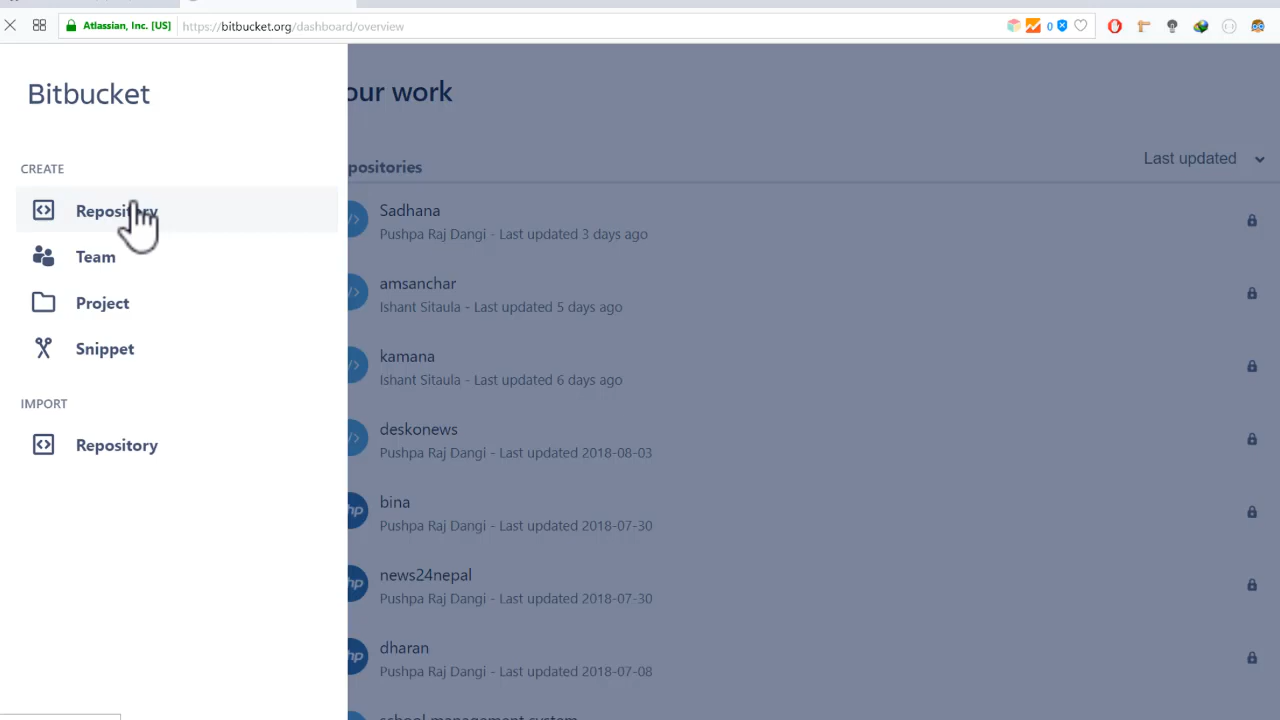 Atlassian, Inc. [US] https://bitbucket.org/dashboard/overview
0
Bitbucket
CREATE
Repository
Team
Project
Snippet
IMPORT
Repository
our work
positories
Last updated
Sadhana
Pushpa Raj Dangi - Last updated 3 days ago
amsanchar
Ishant Sitaula - Last updated 5 days ago
kamana
Ishant Sitaula - Last updated 6 days ago
deskonews
Pushpa Raj Dangi - Last updated 2018-08-03
bina
Pushpa Raj Dangi - Last updated 2018-07-30
news24nepal
Pushpa Raj Dangi - Last updated 2018-07-30
dharan
Pushpa Raj Dangi - Last updated 2018-07-08
school management system